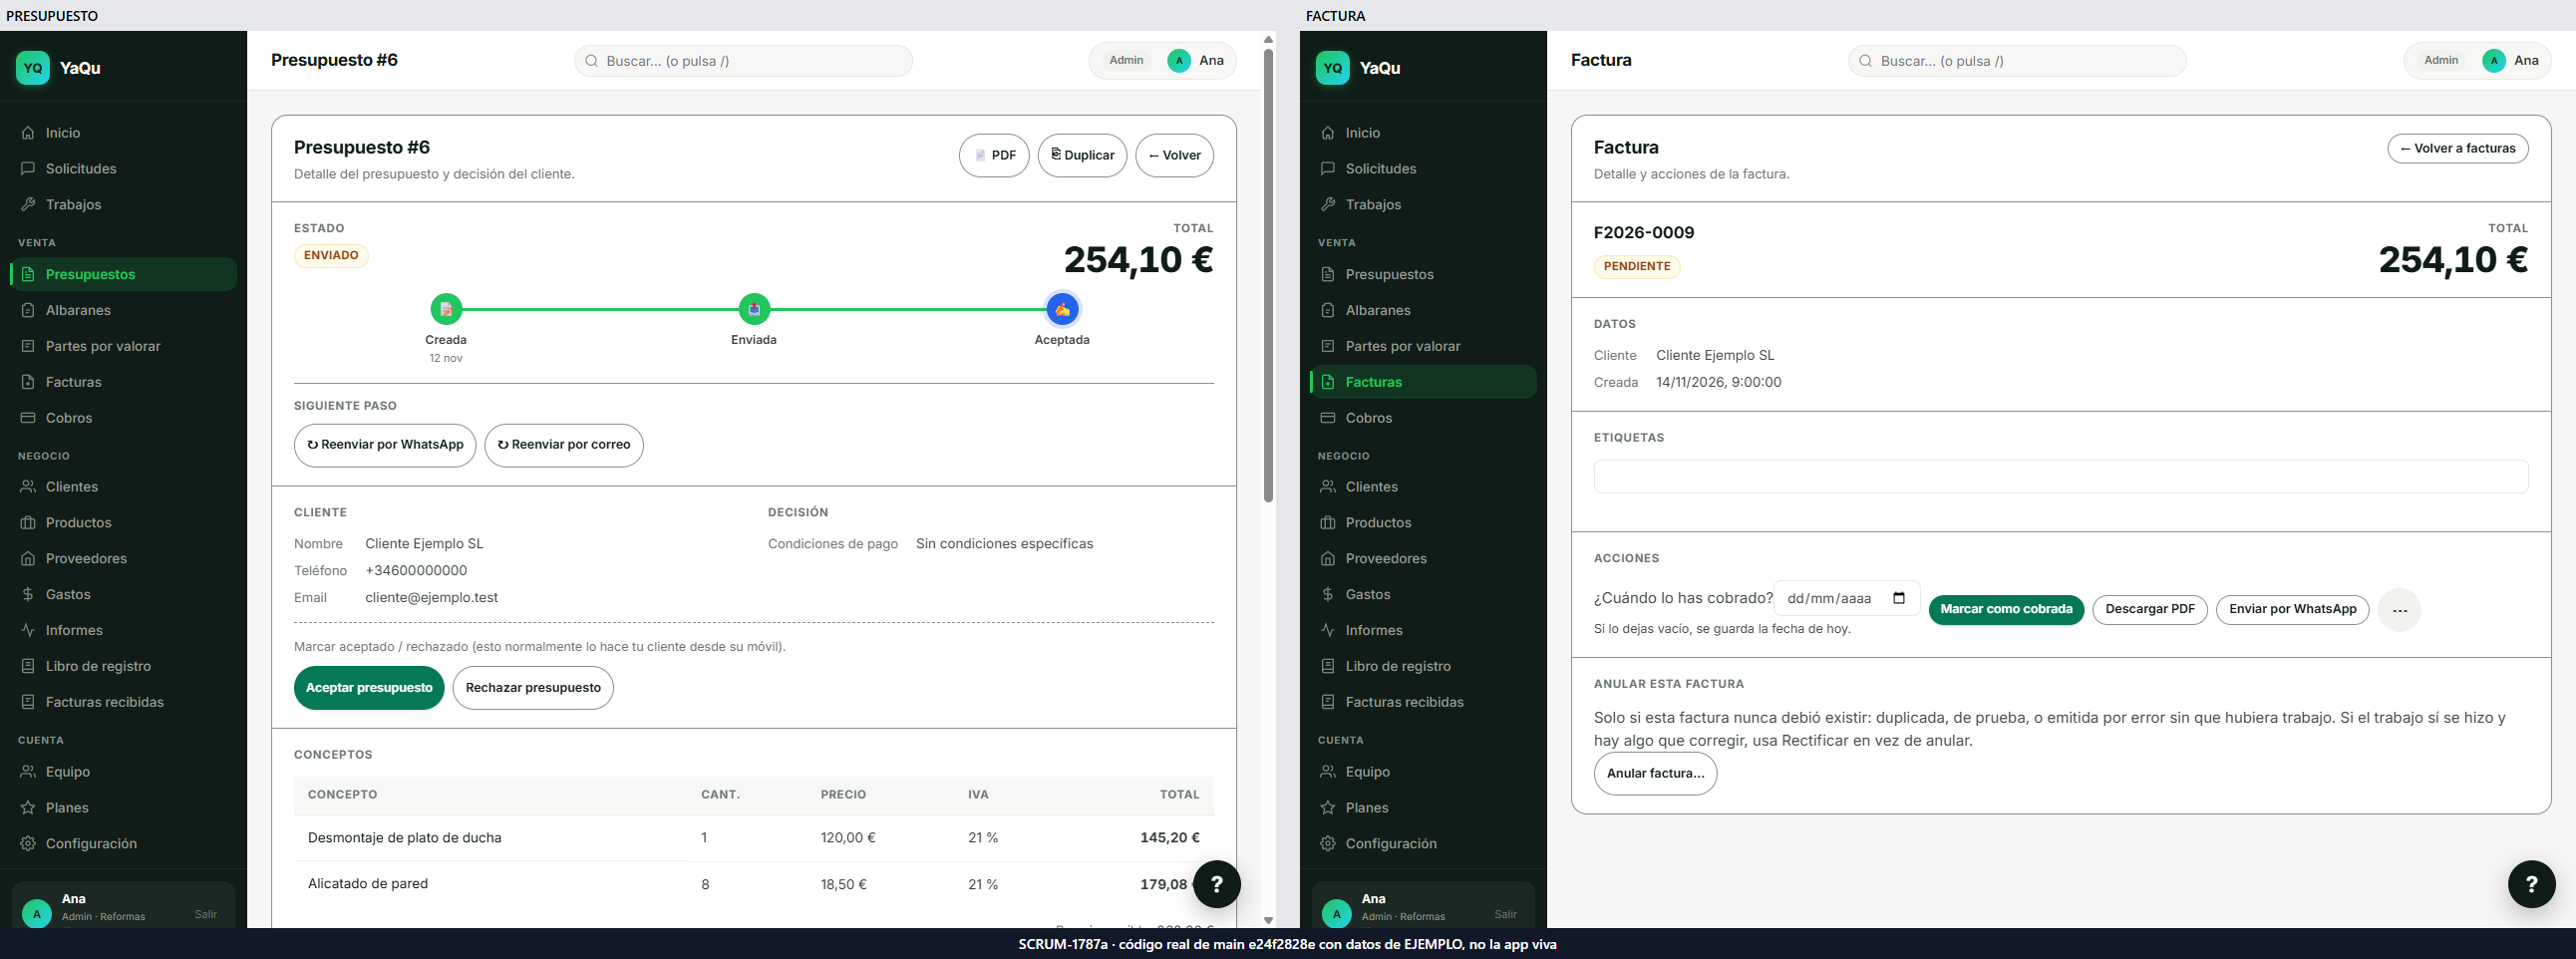 PRESUPUESTO
YQ YaQu
Inicio
Solicitudes
Trabajos
VENTA
Presupuestos
Albaranes
Partes por valorar
Facturas
Cobros
NEGOCIO
Clientes
Productos
Proveedores
Gastos
Informes
Libro de registro
Facturas recibidas
CUENTA
Equipo
Planes
Configuración
A Ana
Admin · Reformas Salir
Presupuesto #6 Buscar... (o pulsa /) Admin A Ana
Presupuesto #6
Detalle del presupuesto y decisión del cliente.
PDF Duplicar ← Volver
ESTADO TOTAL
ENVIADO 254,10 €
Creada Enviada Aceptada
12 nov
SIGUIENTE PASO
↻ Reenviar por WhatsApp ↻ Reenviar por correo
CLIENTE DECISIÓN
Nombre Cliente Ejemplo SL Condiciones de pago Sin condiciones específicas
Teléfono +34600000000
Email cliente@ejemplo.test
Marcar aceptado / rechazado (esto normalmente lo hace tu cliente desde su móvil).
Aceptar presupuesto Rechazar presupuesto
CONCEPTOS
CONCEPTO CANT. PRECIO IVA TOTAL
Desmontaje de plato de ducha 1 120,00 € 21 % 145,20 €
Alicatado de pared 8 18,50 € 21 % 179,08
?
FACTURA
YQ YaQu
Inicio
Solicitudes
Trabajos
VENTA
Presupuestos
Albaranes
Partes por valorar
Facturas
Cobros
NEGOCIO
Clientes
Productos
Proveedores
Gastos
Informes
Libro de registro
Facturas recibidas
CUENTA
Equipo
Planes
Configuración
A Ana
Admin · Reformas Salir
Factura Buscar... (o pulsa /) Admin A Ana
Factura ← Volver a facturas
Detalle y acciones de la factura.
F2026-0009 TOTAL
PENDIENTE 254,10 €
DATOS
Cliente Cliente Ejemplo SL
Creada 14/11/2026, 9:00:00
ETIQUETAS
ACCIONES
¿Cuándo lo has cobrado? dd/mm/aaaa Marcar como cobrada Descargar PDF Enviar por WhatsApp ...
Si lo dejas vacío, se guarda la fecha de hoy.
ANULAR ESTA FACTURA
Solo si esta factura nunca debió existir: duplicada, de prueba, o emitida por error sin que hubiera trabajo. Si el trabajo sí se hizo y
hay algo que corregir, usa Rectificar en vez de anular.
Anular factura...
?
SCRUM-1787a · código real de main e24f2828e con datos de EJEMPLO, no la app viva